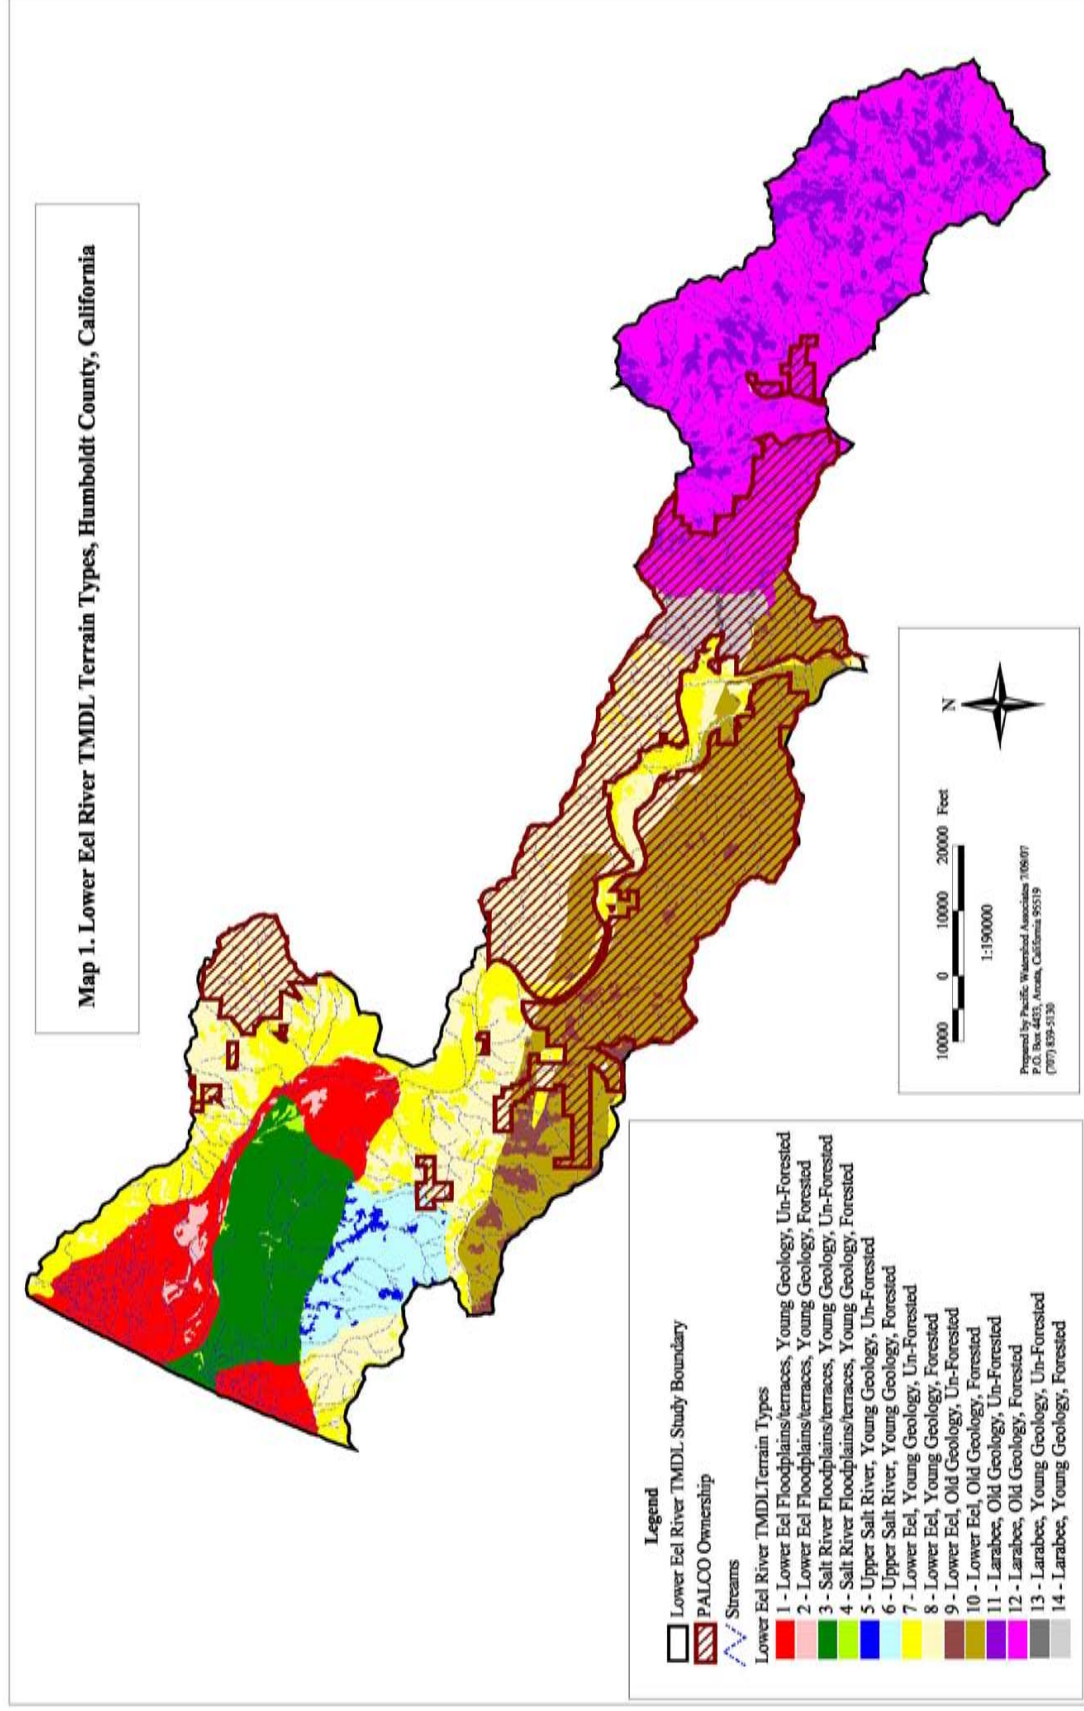 Map 1. Lower Eel River TMDL Terrain Types, Humboldt County, California
Legend
Lower Eel River TMDL Study Boundary
PALCO Ownership
Streams
Lower Eel River TMDLTerrain Types
1 - Lower Eel Floodplains/terraces, Young Geology, Un-Forested
2 - Lower Eel Floodplains/terraces, Young Geology, Forested
3 - Salt River Floodplains/terraces, Young Geology, Un-Forested
4 - Salt River Floodplains/terraces, Young Geology, Forested
5 - Upper Salt River, Young Geology, Un-Forested
6 - Upper Salt River, Young Geology, Forested
7 - Lower Eel, Young Geology, Un-Forested
8 - Lower Eel, Young Geology, Forested
9 - Lower Eel, Old Geology, Un-Forested
10 - Lower Eel, Old Geology, Forested
11 - Larabee, Old Geology, Un-Forested
12 - Larabee, Old Geology, Forested
13 - Larabee, Young Geology, Un-Forested
14 - Larabee, Young Geology, Forested
N
10000 0 10000 20000 Feet
1:190000
Prepared by Pacific Watershed Associates 7/09/07
P.O. Box 4433, Arcata, California 95519
(707) 839-5130